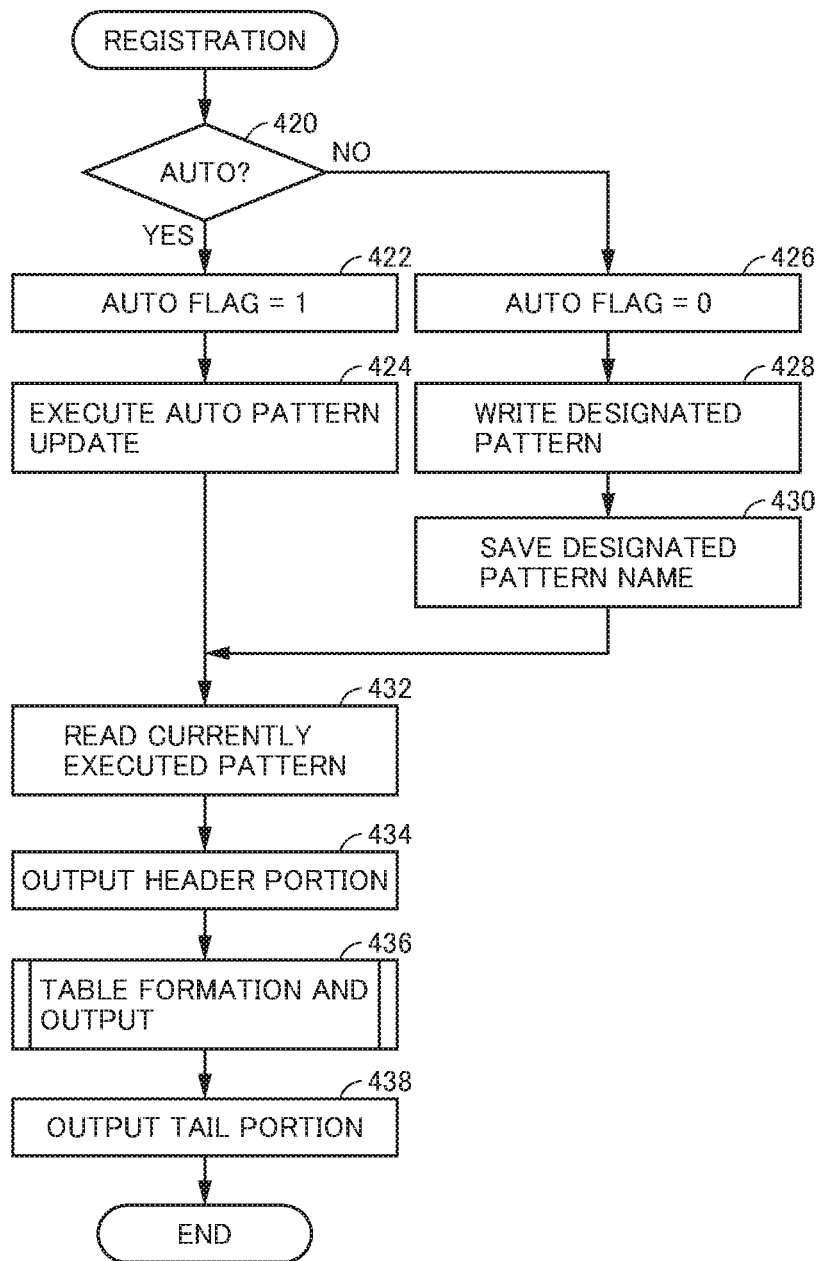 REGISTRATION
420
AUTO?
NO
YES
422
AUTO FLAG = 1
426
AUTO FLAG = 0
424
EXECUTE AUTO PATTERN
UPDATE
428
WRITE DESIGNATED
PATTERN
430
SAVE DESIGNATED
PATTERN NAME
432
READ CURRENTLY
EXECUTED PATTERN
434
OUTPUT HEADER PORTION
436
TABLE FORMATION AND
OUTPUT
438
OUTPUT TAIL PORTION
END